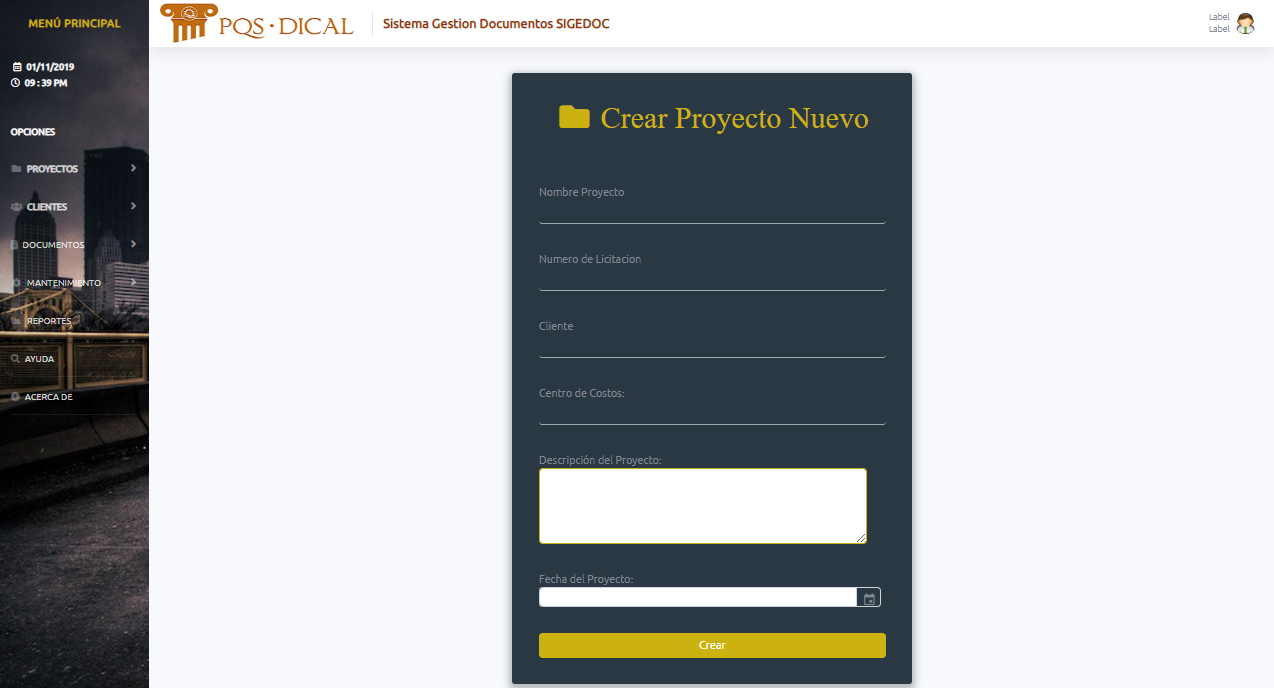 MENÚ PRINCIPAL
01/11/2019
09 : 39 PM
OPCIONES
PROYECTOS
CLIENTES
DOCUMENTOS
MANTENIMIENTO
REPORTES
AYUDA
ACERCA DE
PQS · DICAL
Sistema Gestion Documentos SIGEDOC
Label
Label
Crear Proyecto Nuevo
Nombre Proyecto
Numero de Licitacion
Cliente
Centro de Costos:
Descripción del Proyecto:
Fecha del Proyecto:
Crear